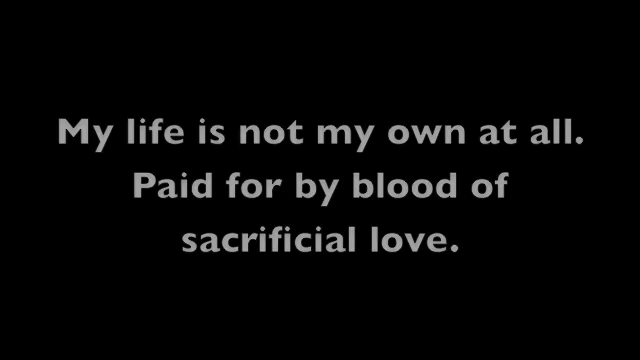 My life is not my own at all.
Paid for by blood of
sacrificial love.